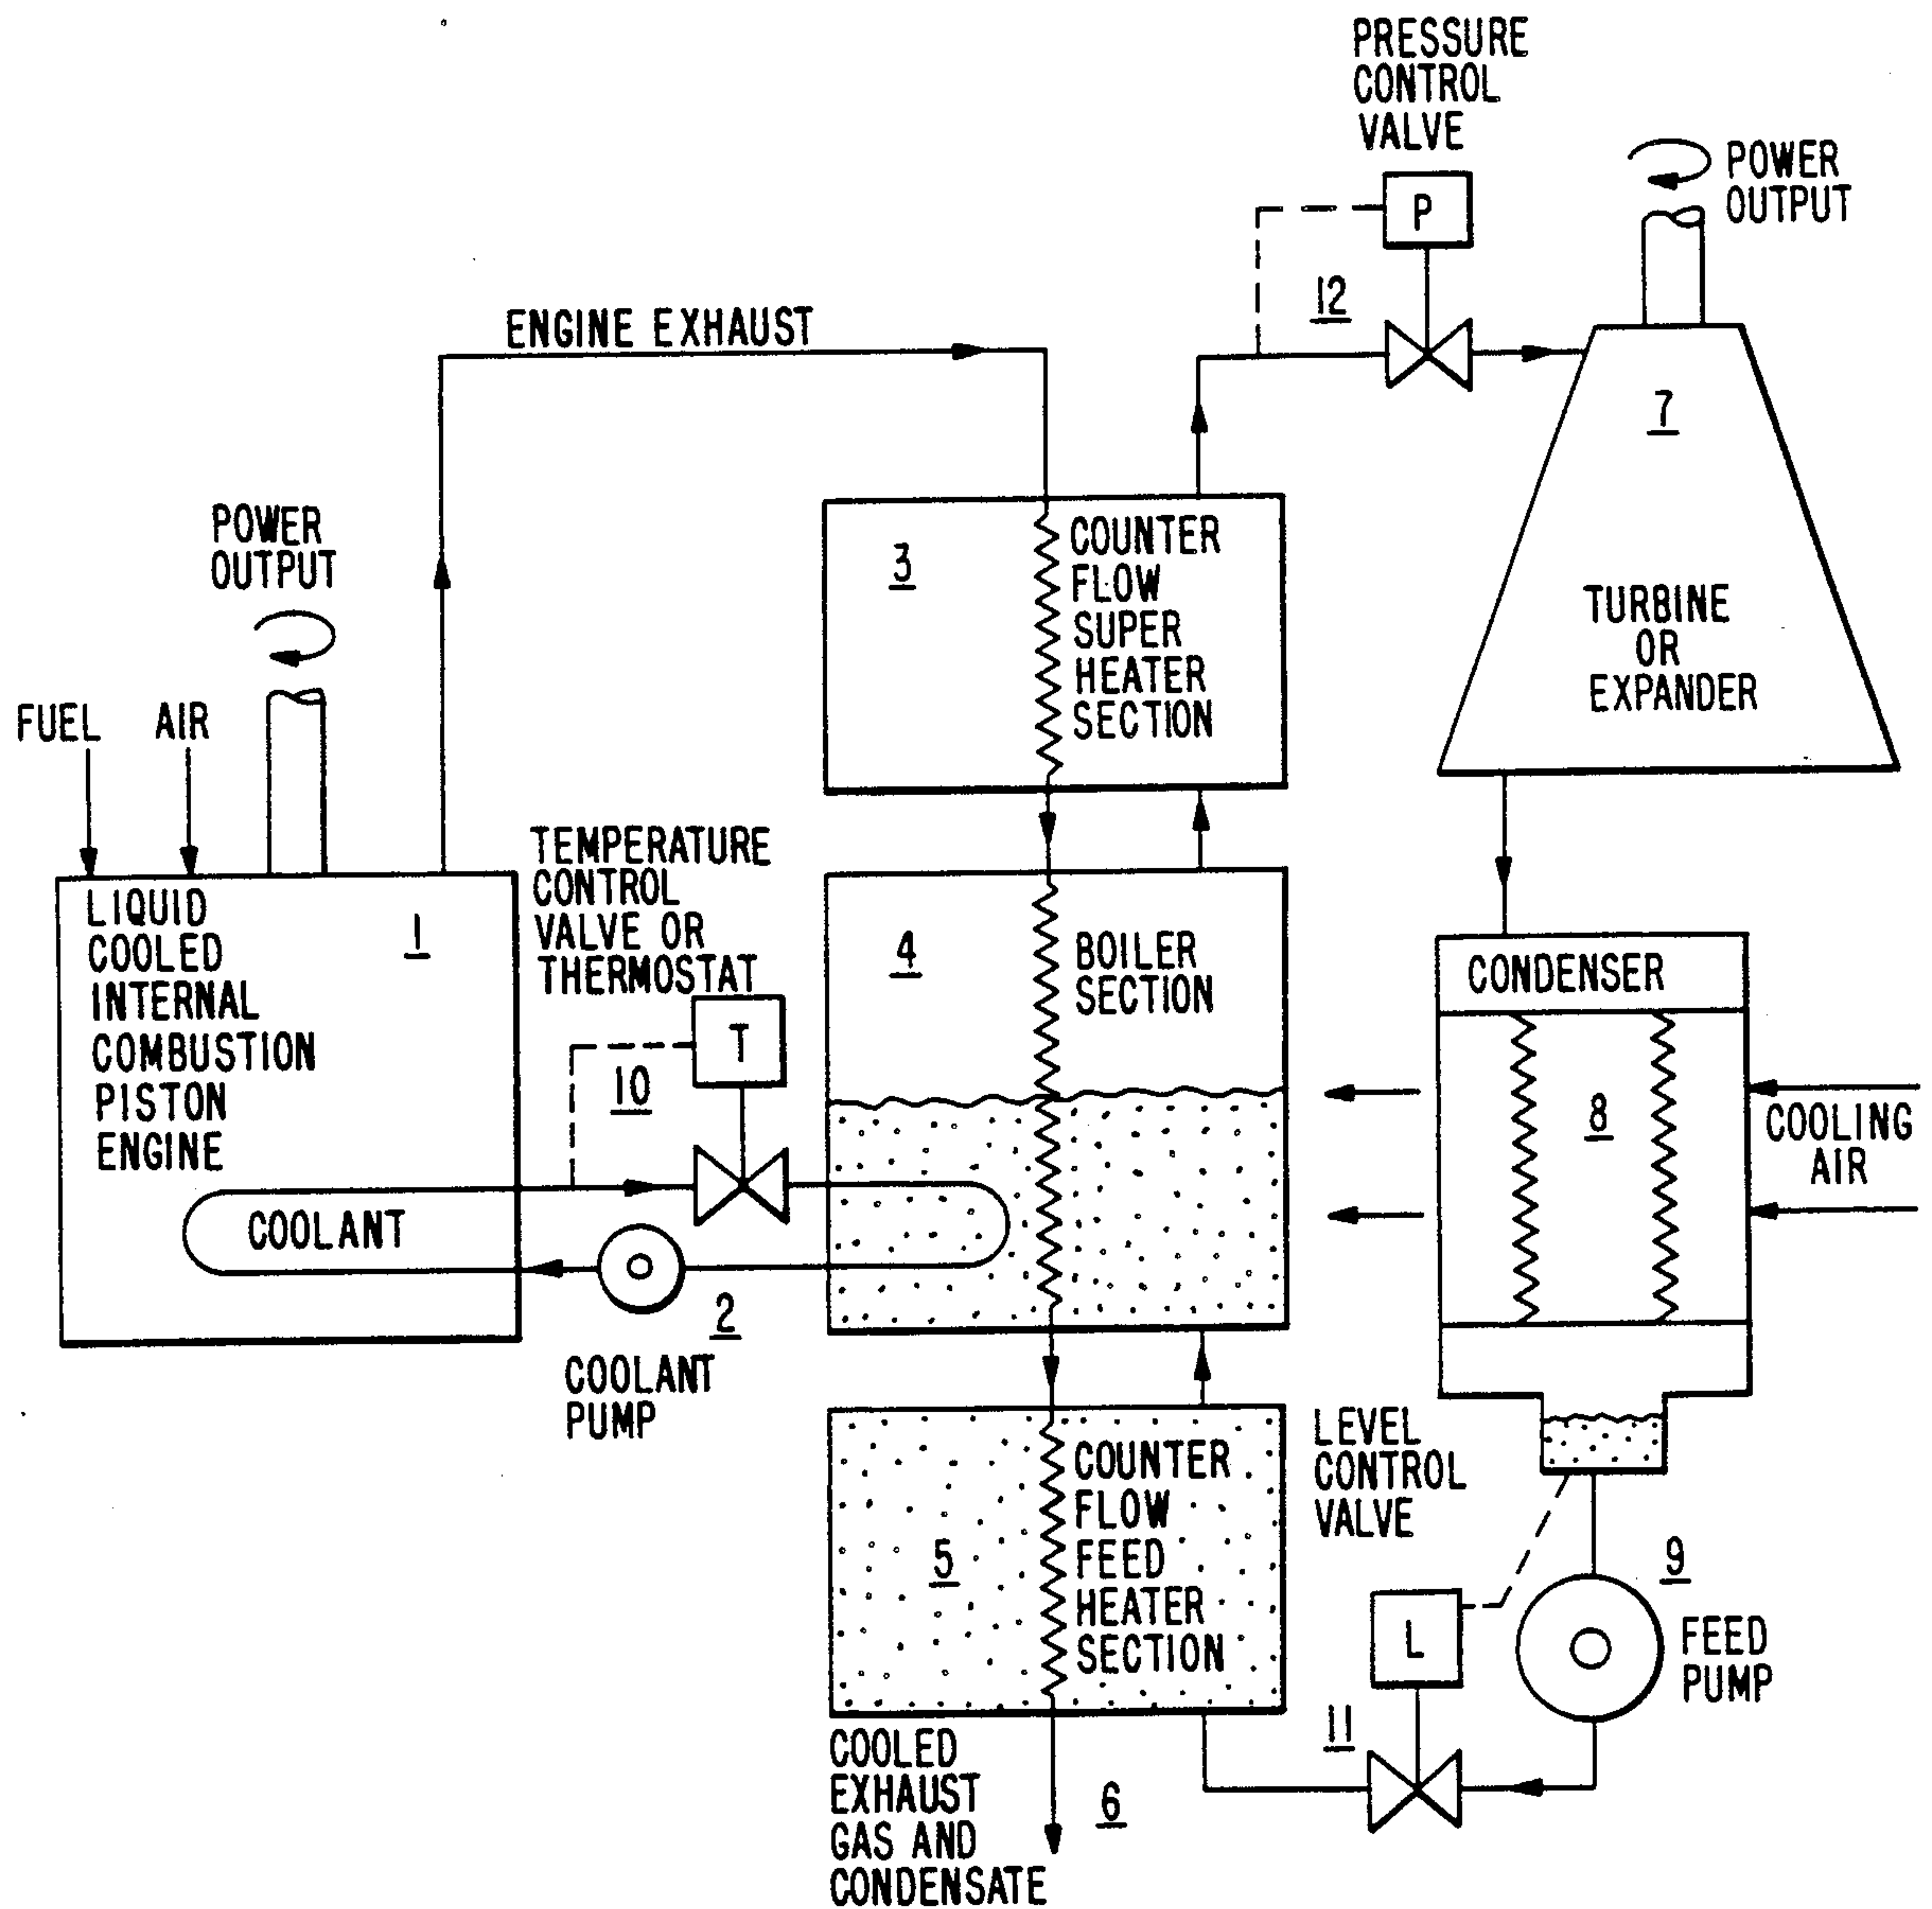 PRESSURE
CONTROL
VALVE
P
POWER
OUTPUT
12
ENGINE EXHAUST
7
TURBINE
OR
EXPANDER
POWER
OUTPUT
FUEL
AIR
3
COUNTER
FLOW
SUPER
HEATER
SECTION
LIQUID
COOLED
INTERNAL
COMBUSTION
PISTON
ENGINE
1
TEMPERATURE
CONTROL
VALVE OR
THERMOSTAT
T
10
4
BOILER
SECTION
CONDENSER
8
COOLING
AIR
COOLANT
2
COOLANT
PUMP
5
COUNTER
FLOW
FEED
HEATER
SECTION
LEVEL
CONTROL
VALVE
L
9
FEED
PUMP
11
COOLED
EXHAUST
GAS AND
CONDENSATE
6